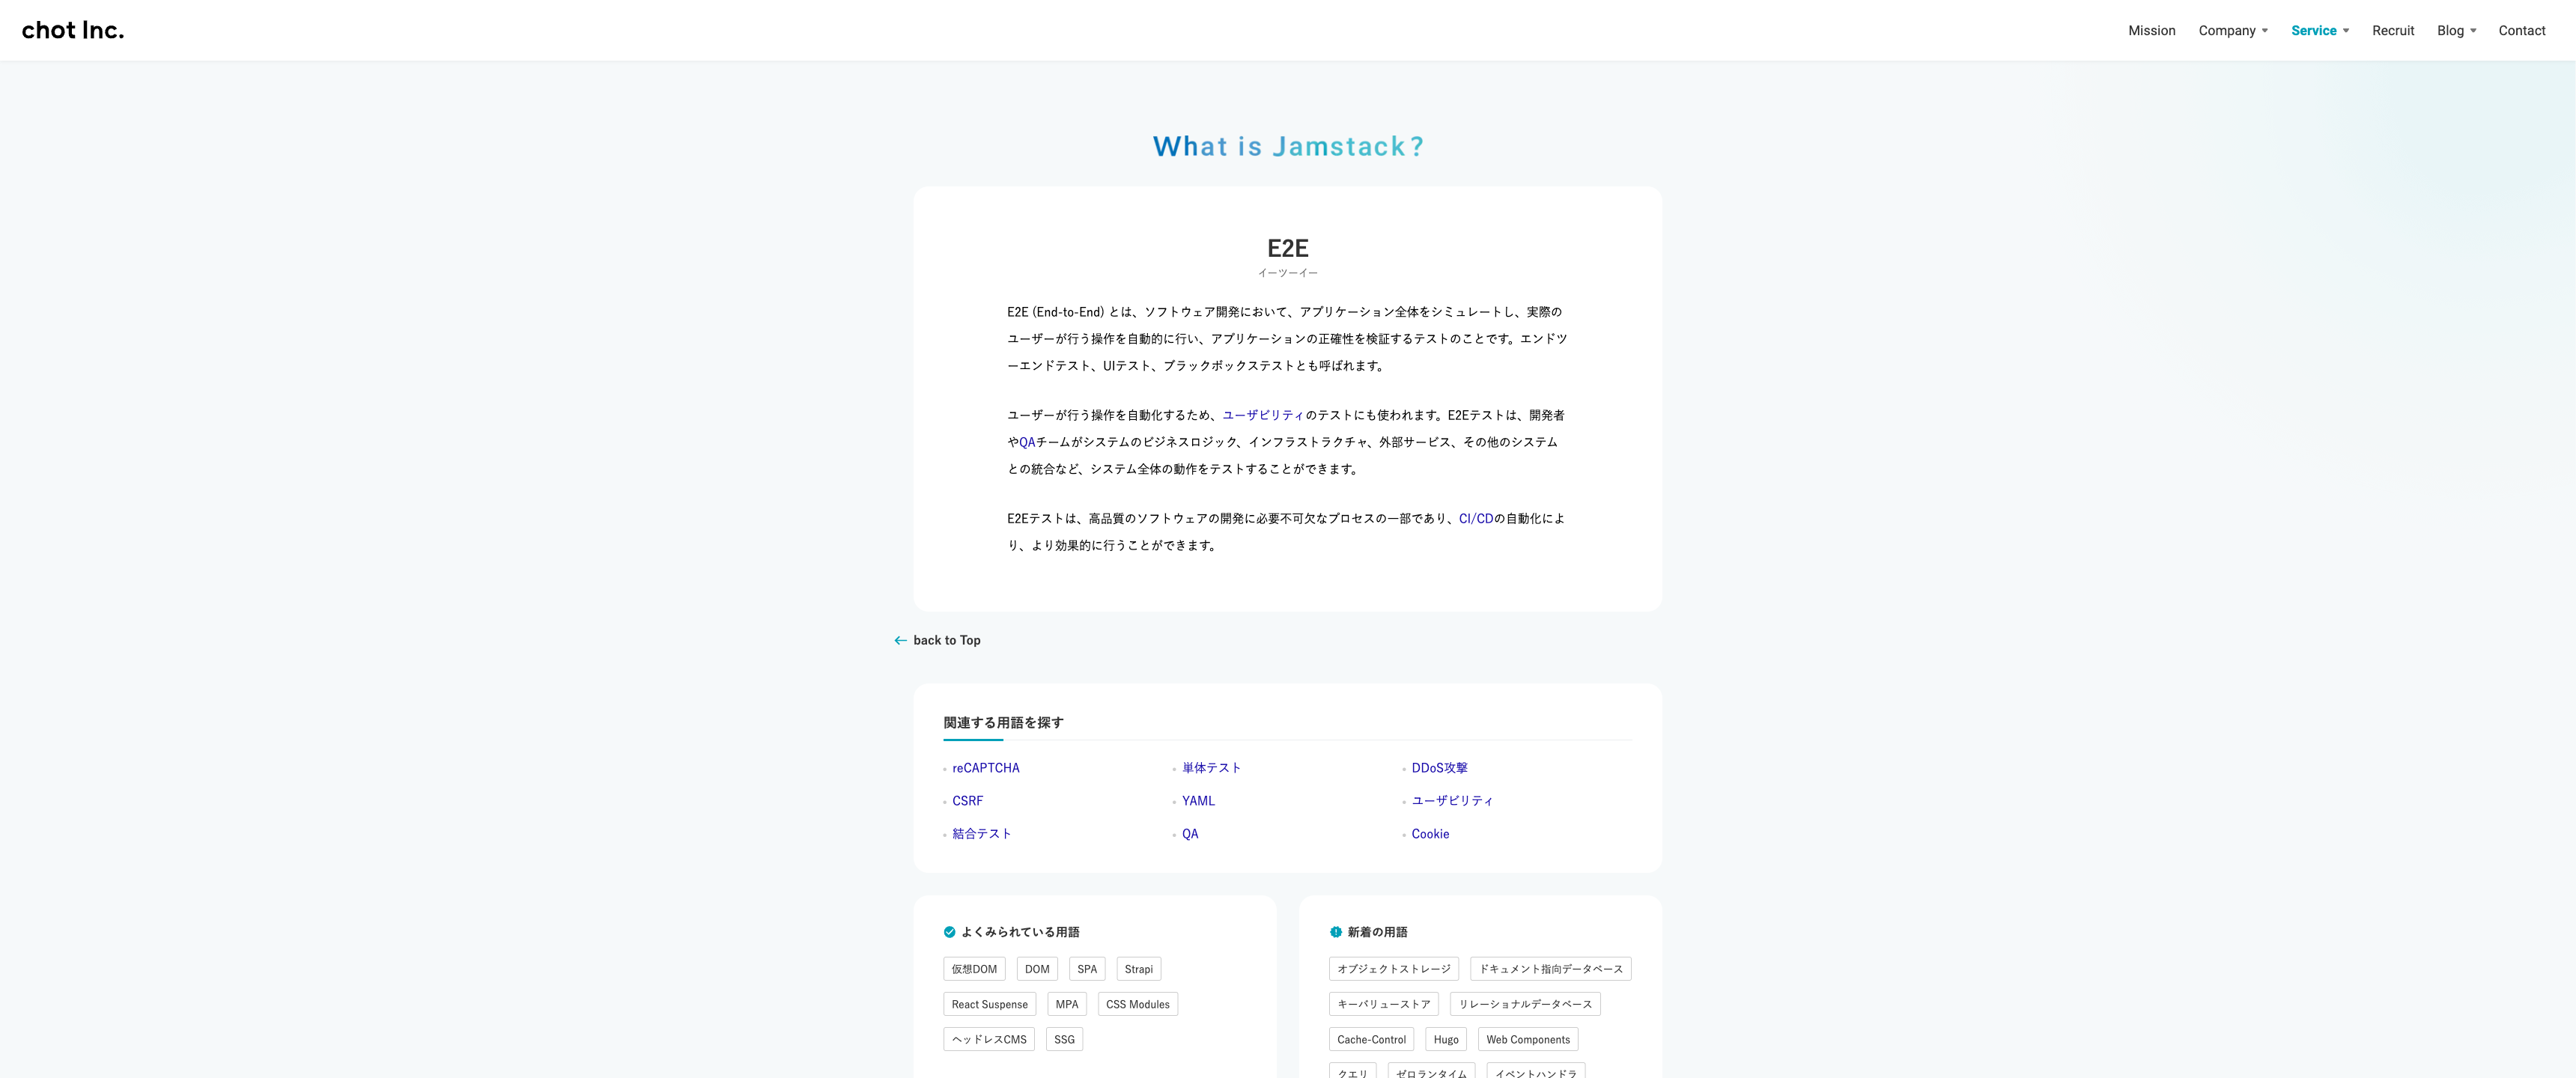 chot Inc.
Mission Company Service Recruit Blog Contact
What is Jamstack?
E2E
イーツーイー
E2E (End-to-End) とは、ソフトウェア開発において、アプリケーション全体をシミュレートし、実際の
ユーザーが行う操作を自動的に行い、アプリケーションの正確性を検証するテストのことです。エンドツ
ーエンドテスト、UIテスト、ブラックボックステストとも呼ばれます。
ユーザーが行う操作を自動化するため、ユーザビリティのテストにも使われます。E2Eテストは、開発者
やQAチームがシステムのビジネスロジック、インフラストラクチャ、外部サービス、その他のシステム
との統合など、システム全体の動作をテストすることができます。
E2Eテストは、高品質のソフトウェアの開発に必要不可欠なプロセスの一部であり、CI/CDの自動化によ
り、より効果的に行うことができます。
back to Top
関連する用語を探す
reCAPTCHA 単体テスト DDoS攻撃
CSRF YAML ユーザビリティ
結合テスト QA Cookie
よくみられている用語
仮想DOM DOM SPA Strapi
React Suspense MPA CSS Modules
ヘッドレスCMS SSG
新着の用語
オブジェクトストレージ ドキュメント指向データベース
キーバリューストア リレーショナルデータベース
Cache-Control Hugo Web Components
クエリ ゼロランタイム イベントハンドラ